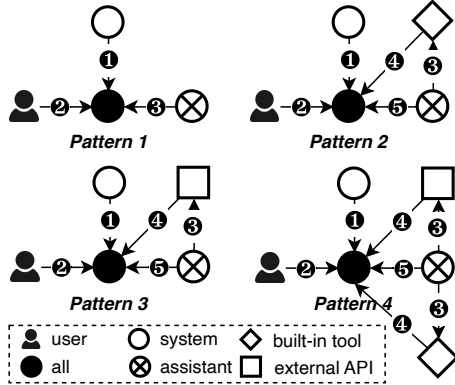 ❶
❷ ❸
Pattern 1
❶ ❹ ❸
❷ ❺
Pattern 2
❶ ❹ ❸
❷ ❺
Pattern 3
❶ ❹ ❸
❷ ❺
Pattern 4 ❸
❹
user system built-in tool
all assistant external API